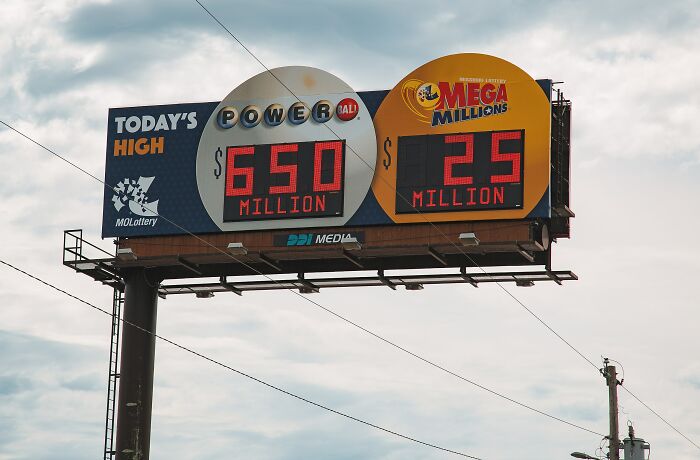 TODAY'S
HIGH
MOLottery
POWERBALL
$650
MILLION
MISSOURI LOTTERY
MEGA
MILLIONS
$25
MILLION
DDI MEDIA